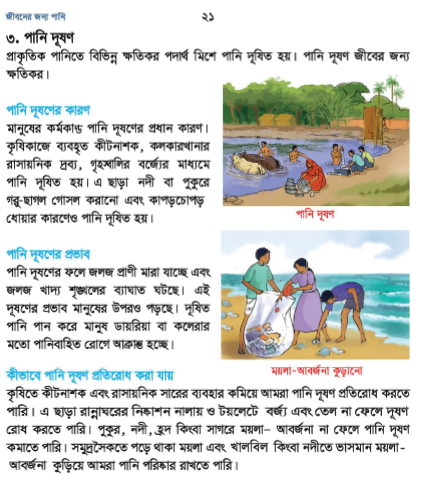 জীবনের জন্য পানি
২১
৩. পানি দূষণ
প্রাকৃতিক পানিতে বিভিন্ন ক্ষতিকর পদার্থ মিশে পানি দূষিত হয়। পানি দূষণ জীবের জন্য
ক্ষতিকর।
পানি দূষণের কারণ
মানুষের কর্মকাণ্ড পানি দূষণের প্রধান কারণ।
কৃষিকাজে ব্যবহৃত কীটনাশক, কলকারখানার
রাসায়নিক দ্রব্য, গৃহস্থালির বর্জ্যের মাধ্যমে
পানি দূষিত হয়। এ ছাড়া নদী বা পুকুরে
গরু-ছাগল গোসল করানো এবং কাপড়চোপড়
ধোয়ার কারণেও পানি দূষিত হয়।
পানি দূষণ
পানি দূষণের প্রভাব
পানি দূষণের ফলে জলজ প্রাণী মারা যাচ্ছে এবং
জলজ খাদ্য শৃঙ্খলের ব্যাঘাত ঘটছে। এই
দূষণের প্রভাব মানুষের উপরও পড়ছে। দূষিত
পানি পান করে মানুষ ডায়রিয়া বা কলেরার
মতো পানিবাহিত রোগে আক্রান্ত হচ্ছে।
ময়লা-আবর্জনা কুড়ানো
কীভাবে পানি দূষণ প্রতিরোধ করা যায়
কৃষিতে কীটনাশক এবং রাসায়নিক সারের ব্যবহার কমিয়ে আমরা পানি দূষণ প্রতিরোধ করতে
পারি। এ ছাড়া রান্নাঘরের নিষ্কাশন নালায় ও টয়লেটে বর্জ্য এবং তেল না ফেলে দূষণ
রোধ করতে পারি। পুকুর, নদী, হ্রদ কিংবা সাগরে ময়লা- আবর্জনা না ফেলে পানি দূষণ
কমাতে পারি। সমুদ্রসৈকতে পড়ে থাকা ময়লা এবং খালবিল কিংবা নদীতে ভাসমান ময়লা-
আবর্জনা কুড়িয়ে আমরা পানি পরিষ্কার রাখতে পারি।